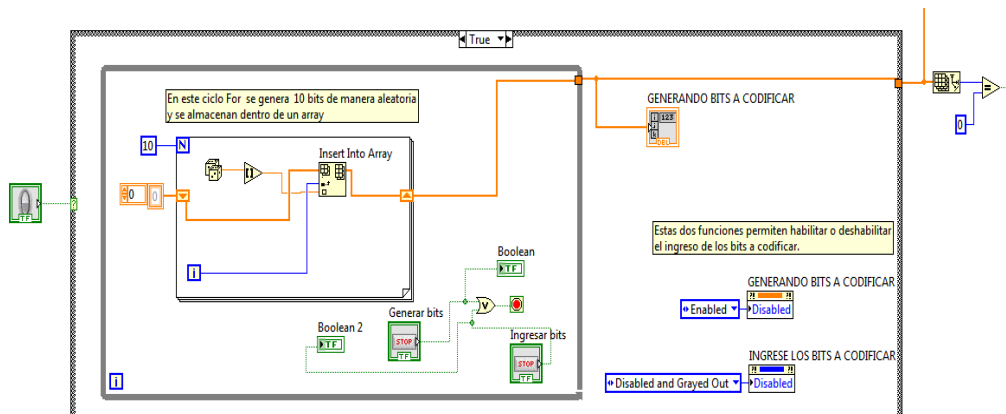 True
En este ciclo For se genera 10 bits de manera aleatoria
y se almacenan dentro de un array
GENERANDO BITS A CODIFICAR
123
DBL
10
N
Insert Into Array
0
0
0
TF
?
i
Estas dos funciones permiten habilitar o deshabilitar
el ingreso de los bits a codificar.
Boolean
TF
GENERANDO BITS A CODIFICAR
Enabled
Disabled
Generar bits
STOP
TF
V
Boolean 2
TF
Ingresar bits
STOP
TF
INGRESE LOS BITS A CODIFICAR
Disabled and Grayed Out
Disabled
i